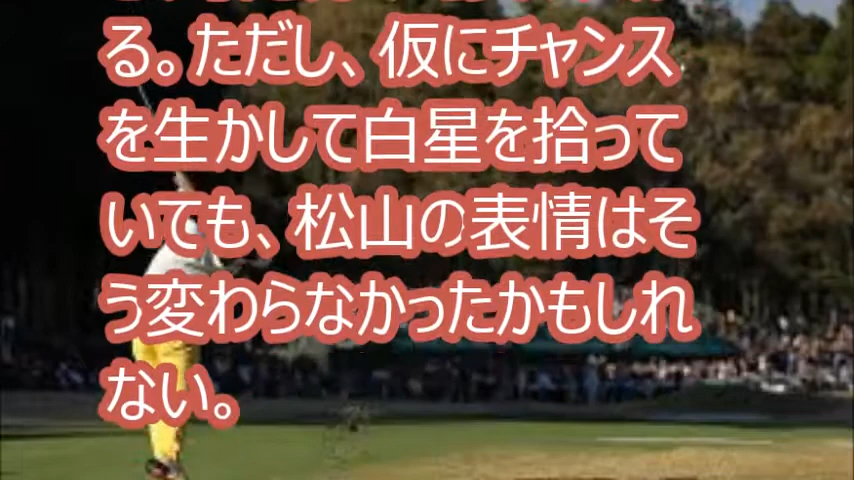 る。ただし、仮にチャンス
を生かして白星を拾って
いても、松山の表情はそ
う変わらなかったかもしれ
ない。